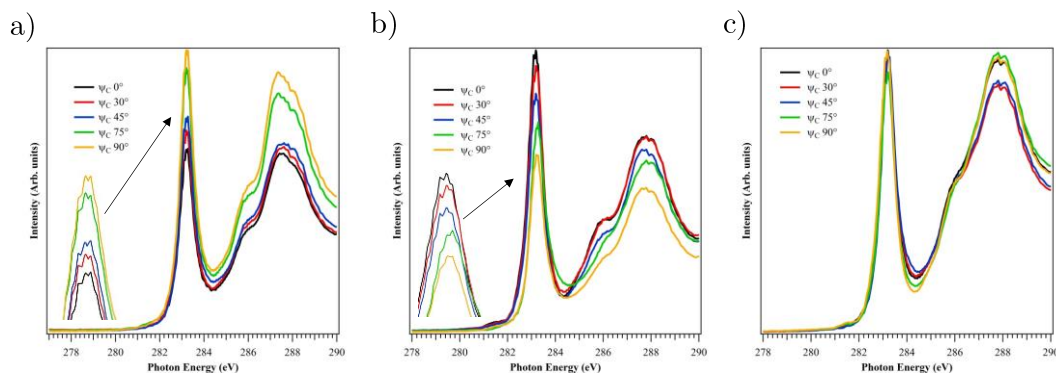 a)
ψC 0°
ψC 30°
ψC 45°
ψC 75°
ψC 90°
Intensity (Arb. units)
278 280 282 284 286 288 290
Photon Energy (eV)
b)
ψC 0°
ψC 30°
ψC 45°
ψC 75°
ψC 90°
Intensity (Arb. units)
278 280 282 284 286 288 290
Photon Energy (eV)
c)
ψC 0°
ψC 30°
ψC 45°
ψC 75°
ψC 90°
Intensity (Arb. units)
278 280 282 284 286 288 290
Photon Energy (eV)